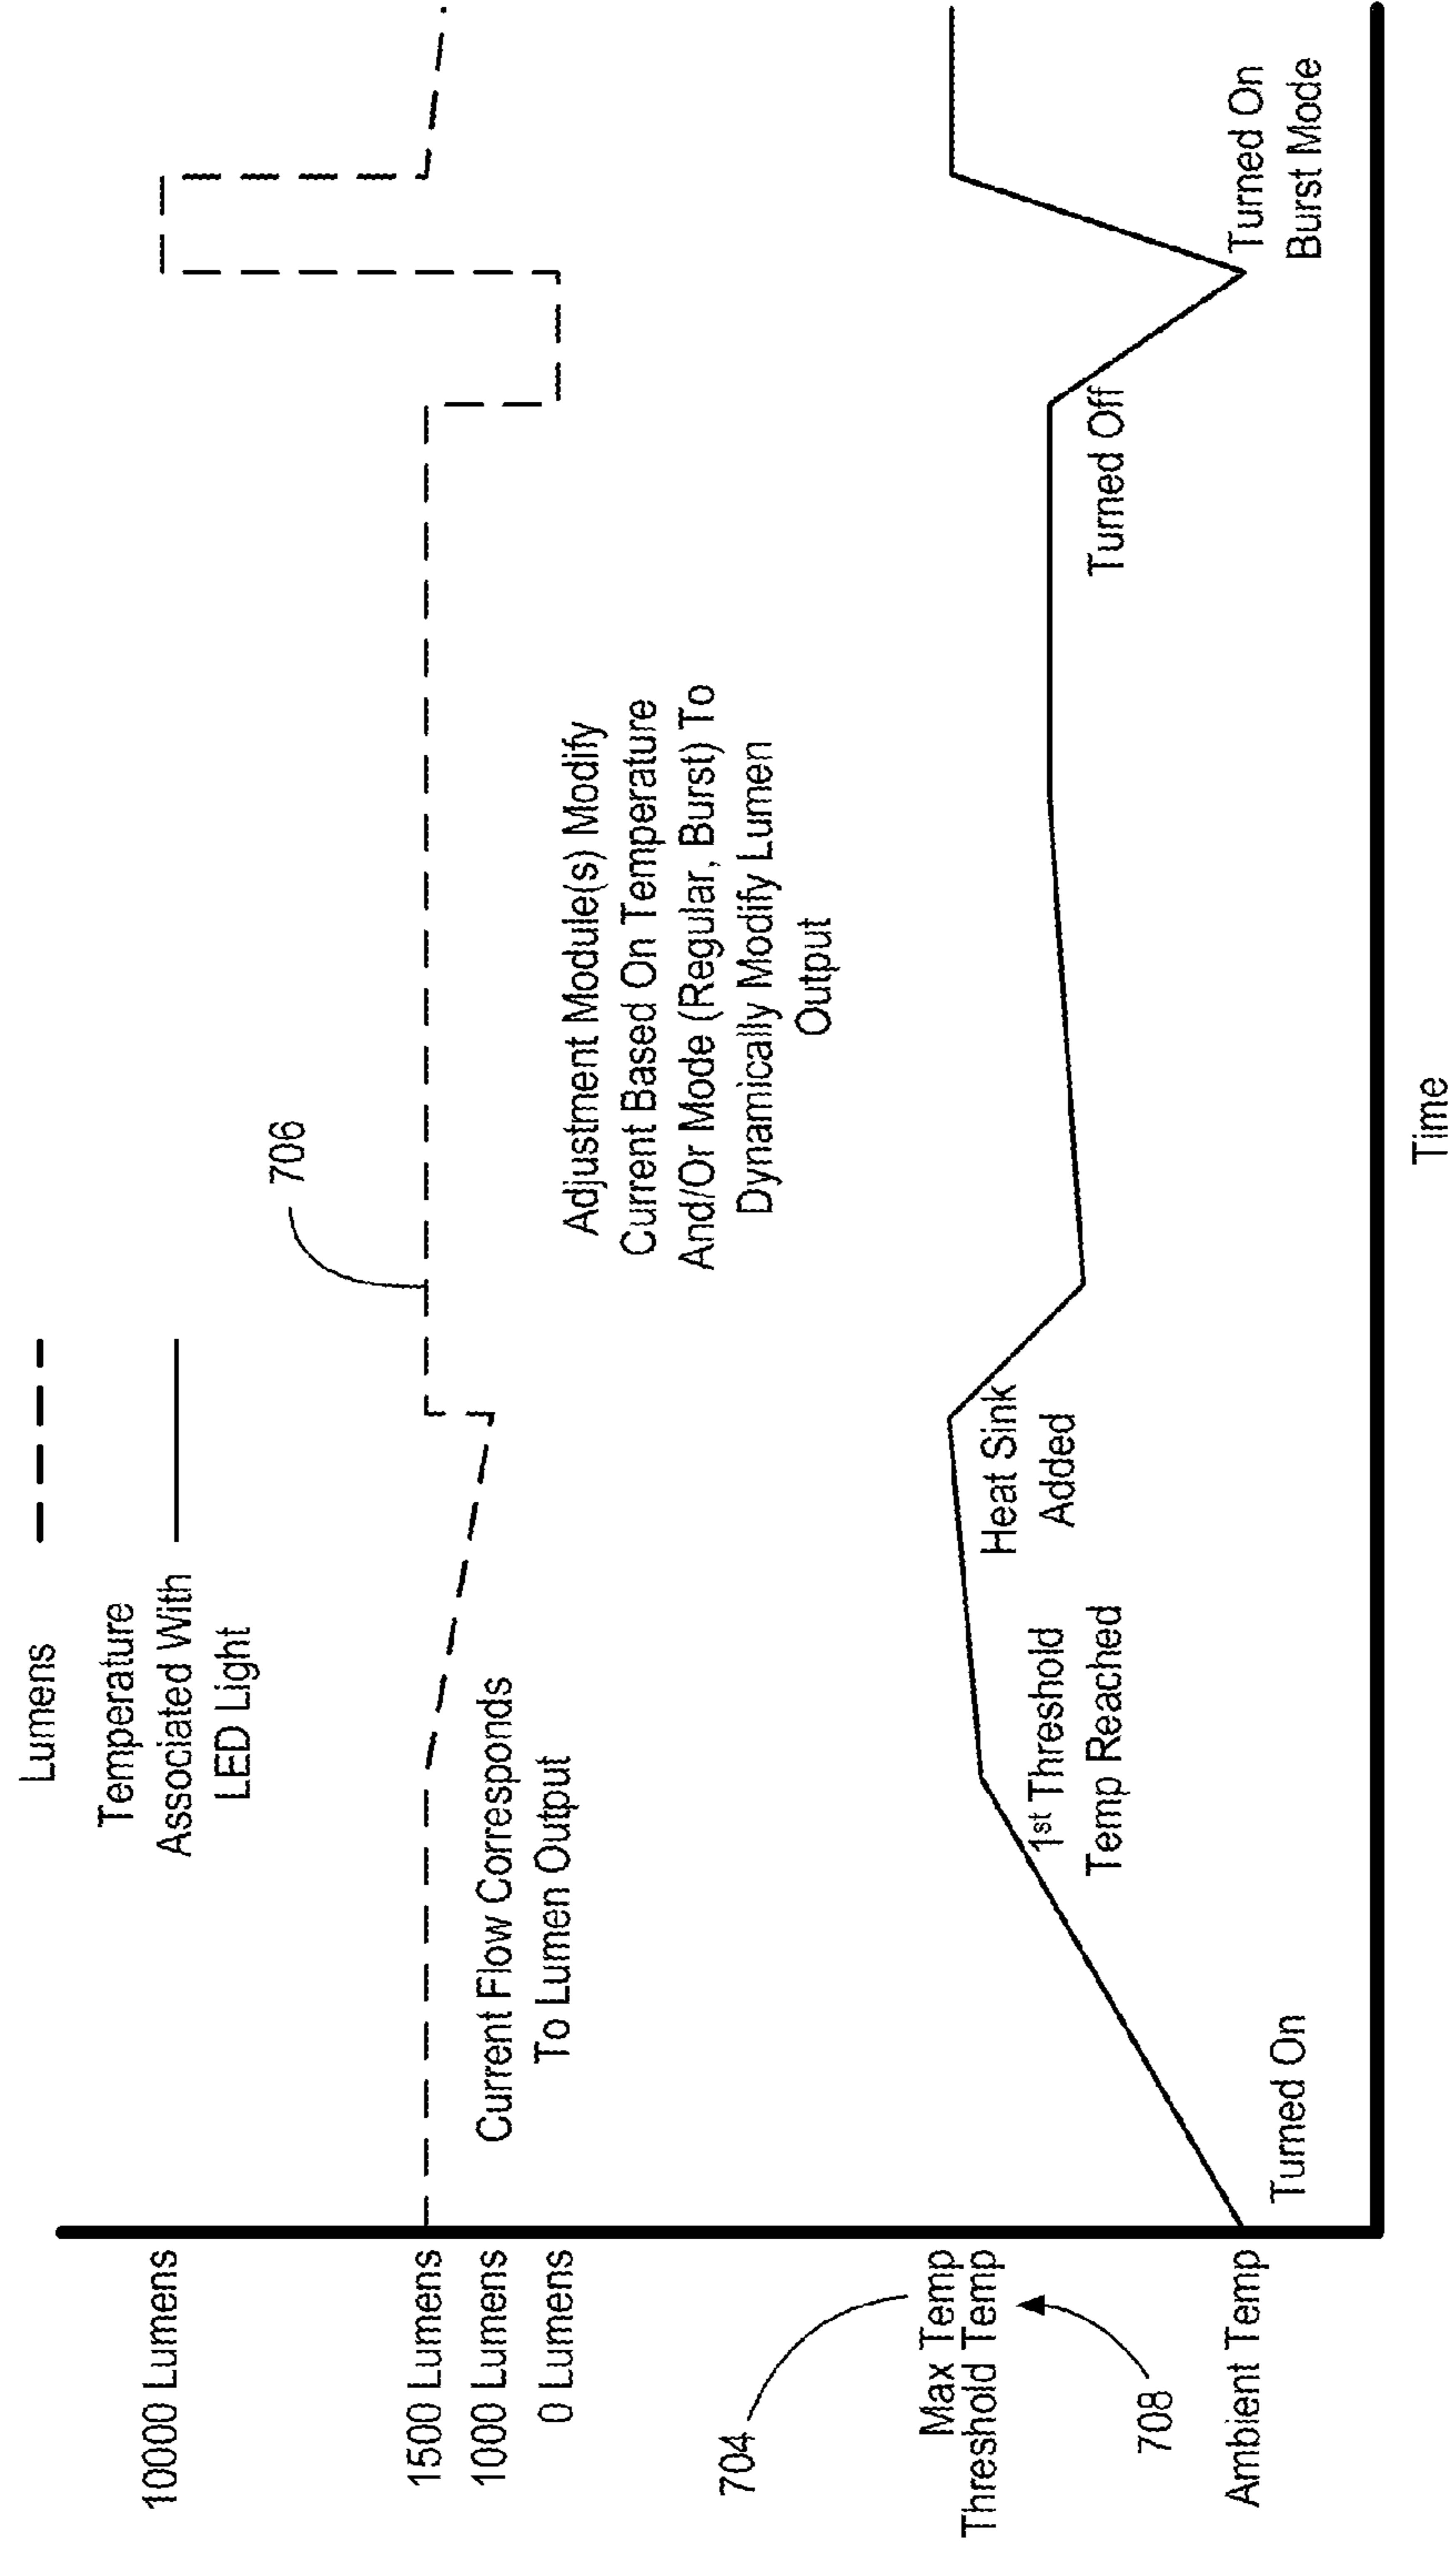 Lumens
Temperature
Associated With
LED Light
10000 Lumens
706
1500 Lumens
1000 Lumens
0 Lumens
Current Flow Corresponds
To Lumen Output
Adjustment Module(s) Modify
Current Based On Temperature
And/Or Mode (Regular, Burst) To
Dynamically Modify Lumen
Output
704
Max Temp
Threshold Temp
708
Ambient Temp
Turned On
1st Threshold
Temp Reached
Heat Sink
Added
Turned Off
Turned On
Burst Mode
Time